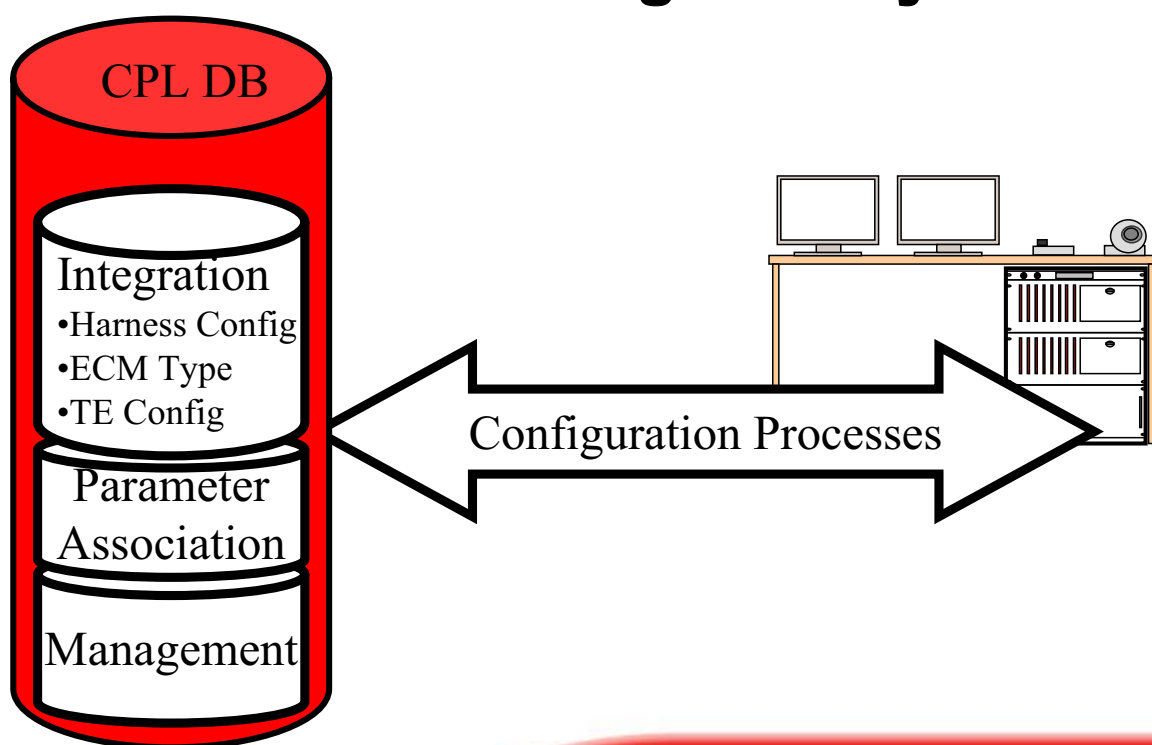 CPL DB
Integration
•Harness Config
•ECM Type
•TE Config
Parameter
Association
Management
Configuration Processes